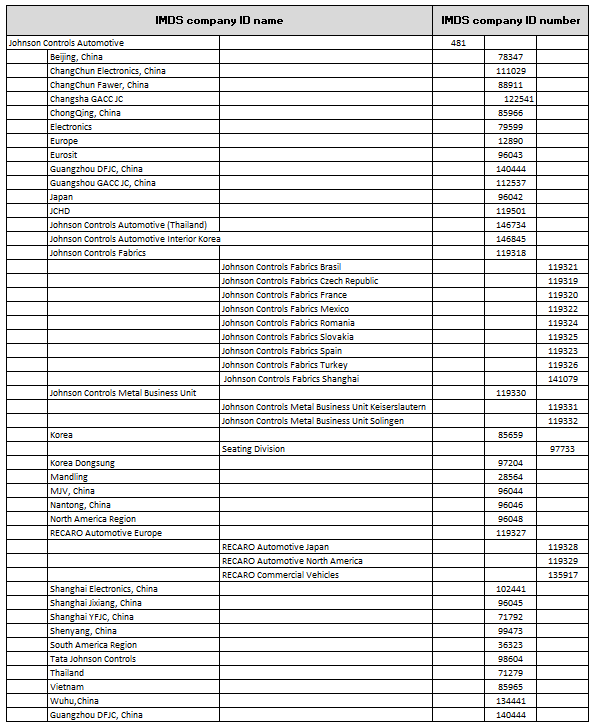 IMDS company ID name IMDS company ID number
Johnson Controls Automotive 481
Beijing, China 78347
ChangChun Electronics, China 111029
ChangChun Fawer, China 88911
Changsha GACC JC 122541
ChongQing, China 85966
Electronics 79599
Europe 12890
Eurosit 96043
Guangzhou DFJC, China 140444
Guangshou GACC JC, China 112537
Japan 96042
JCHD 119501
Johnson Controls Automotive (Thailand) 146734
Johnson Controls Automotive Interior Korea 146845
Johnson Controls Fabrics 119318
Johnson Controls Fabrics Brasil 119321
Johnson Controls Fabrics Czech Republic 119319
Johnson Controls Fabrics France 119320
Johnson Controls Fabrics Mexico 119322
Johnson Controls Fabrics Romania 119324
Johnson Controls Fabrics Slovakia 119325
Johnson Controls Fabrics Spain 119323
Johnson Controls Fabrics Turkey 119326
Johnson Controls Fabrics Shanghai 141079
Johnson Controls Metal Business Unit 119330
Johnson Controls Metal Business Unit Keiserslautern 119331
Johnson Controls Metal Business Unit Solingen 119332
Korea 85659
Seating Division 97733
Korea Dongsung 97204
Mandling 28564
MJV, China 96044
Nantong, China 96046
North America Region 96048
RECARO Automotive Europe 119327
RECARO Automotive Japan 119328
RECARO Automotive North America 119329
RECARO Commercial Vehicles 135917
Shanghai Electronics, China 102441
Shanghai Jixiang, China 96045
Shanghai YFJC, China 71792
Shenyang, China 99473
South America Region 36323
Tata Johnson Controls 98604
Thailand 71279
Vietnam 85965
Wuhu,China 134441
Guangzhou DFJC, China 140444